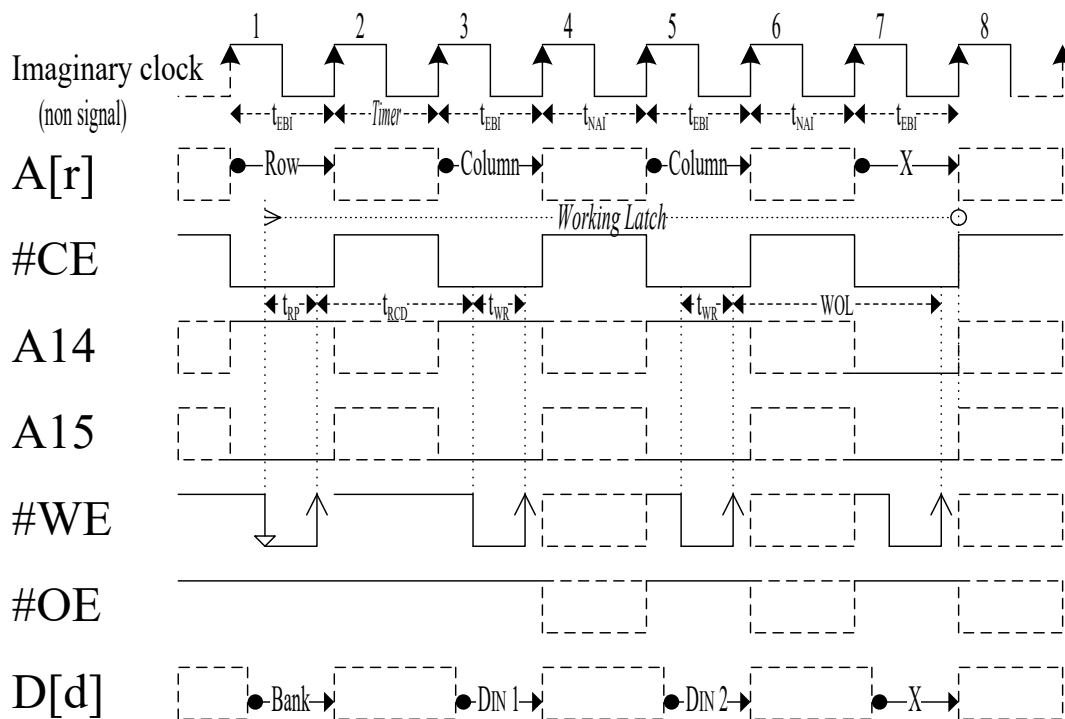 1 2 3 4 5 6 7 8
Imaginary clock
(non signal)
tEBI Timer tEBI tNAI tEBI tNAI tEBI
A[r] Row Column Column X
Working Latch
#CE
tRP tRCD tWR tWR WOL
A14
A15
#WE
#OE
D[d] Bank DIN 1 DIN 2 X